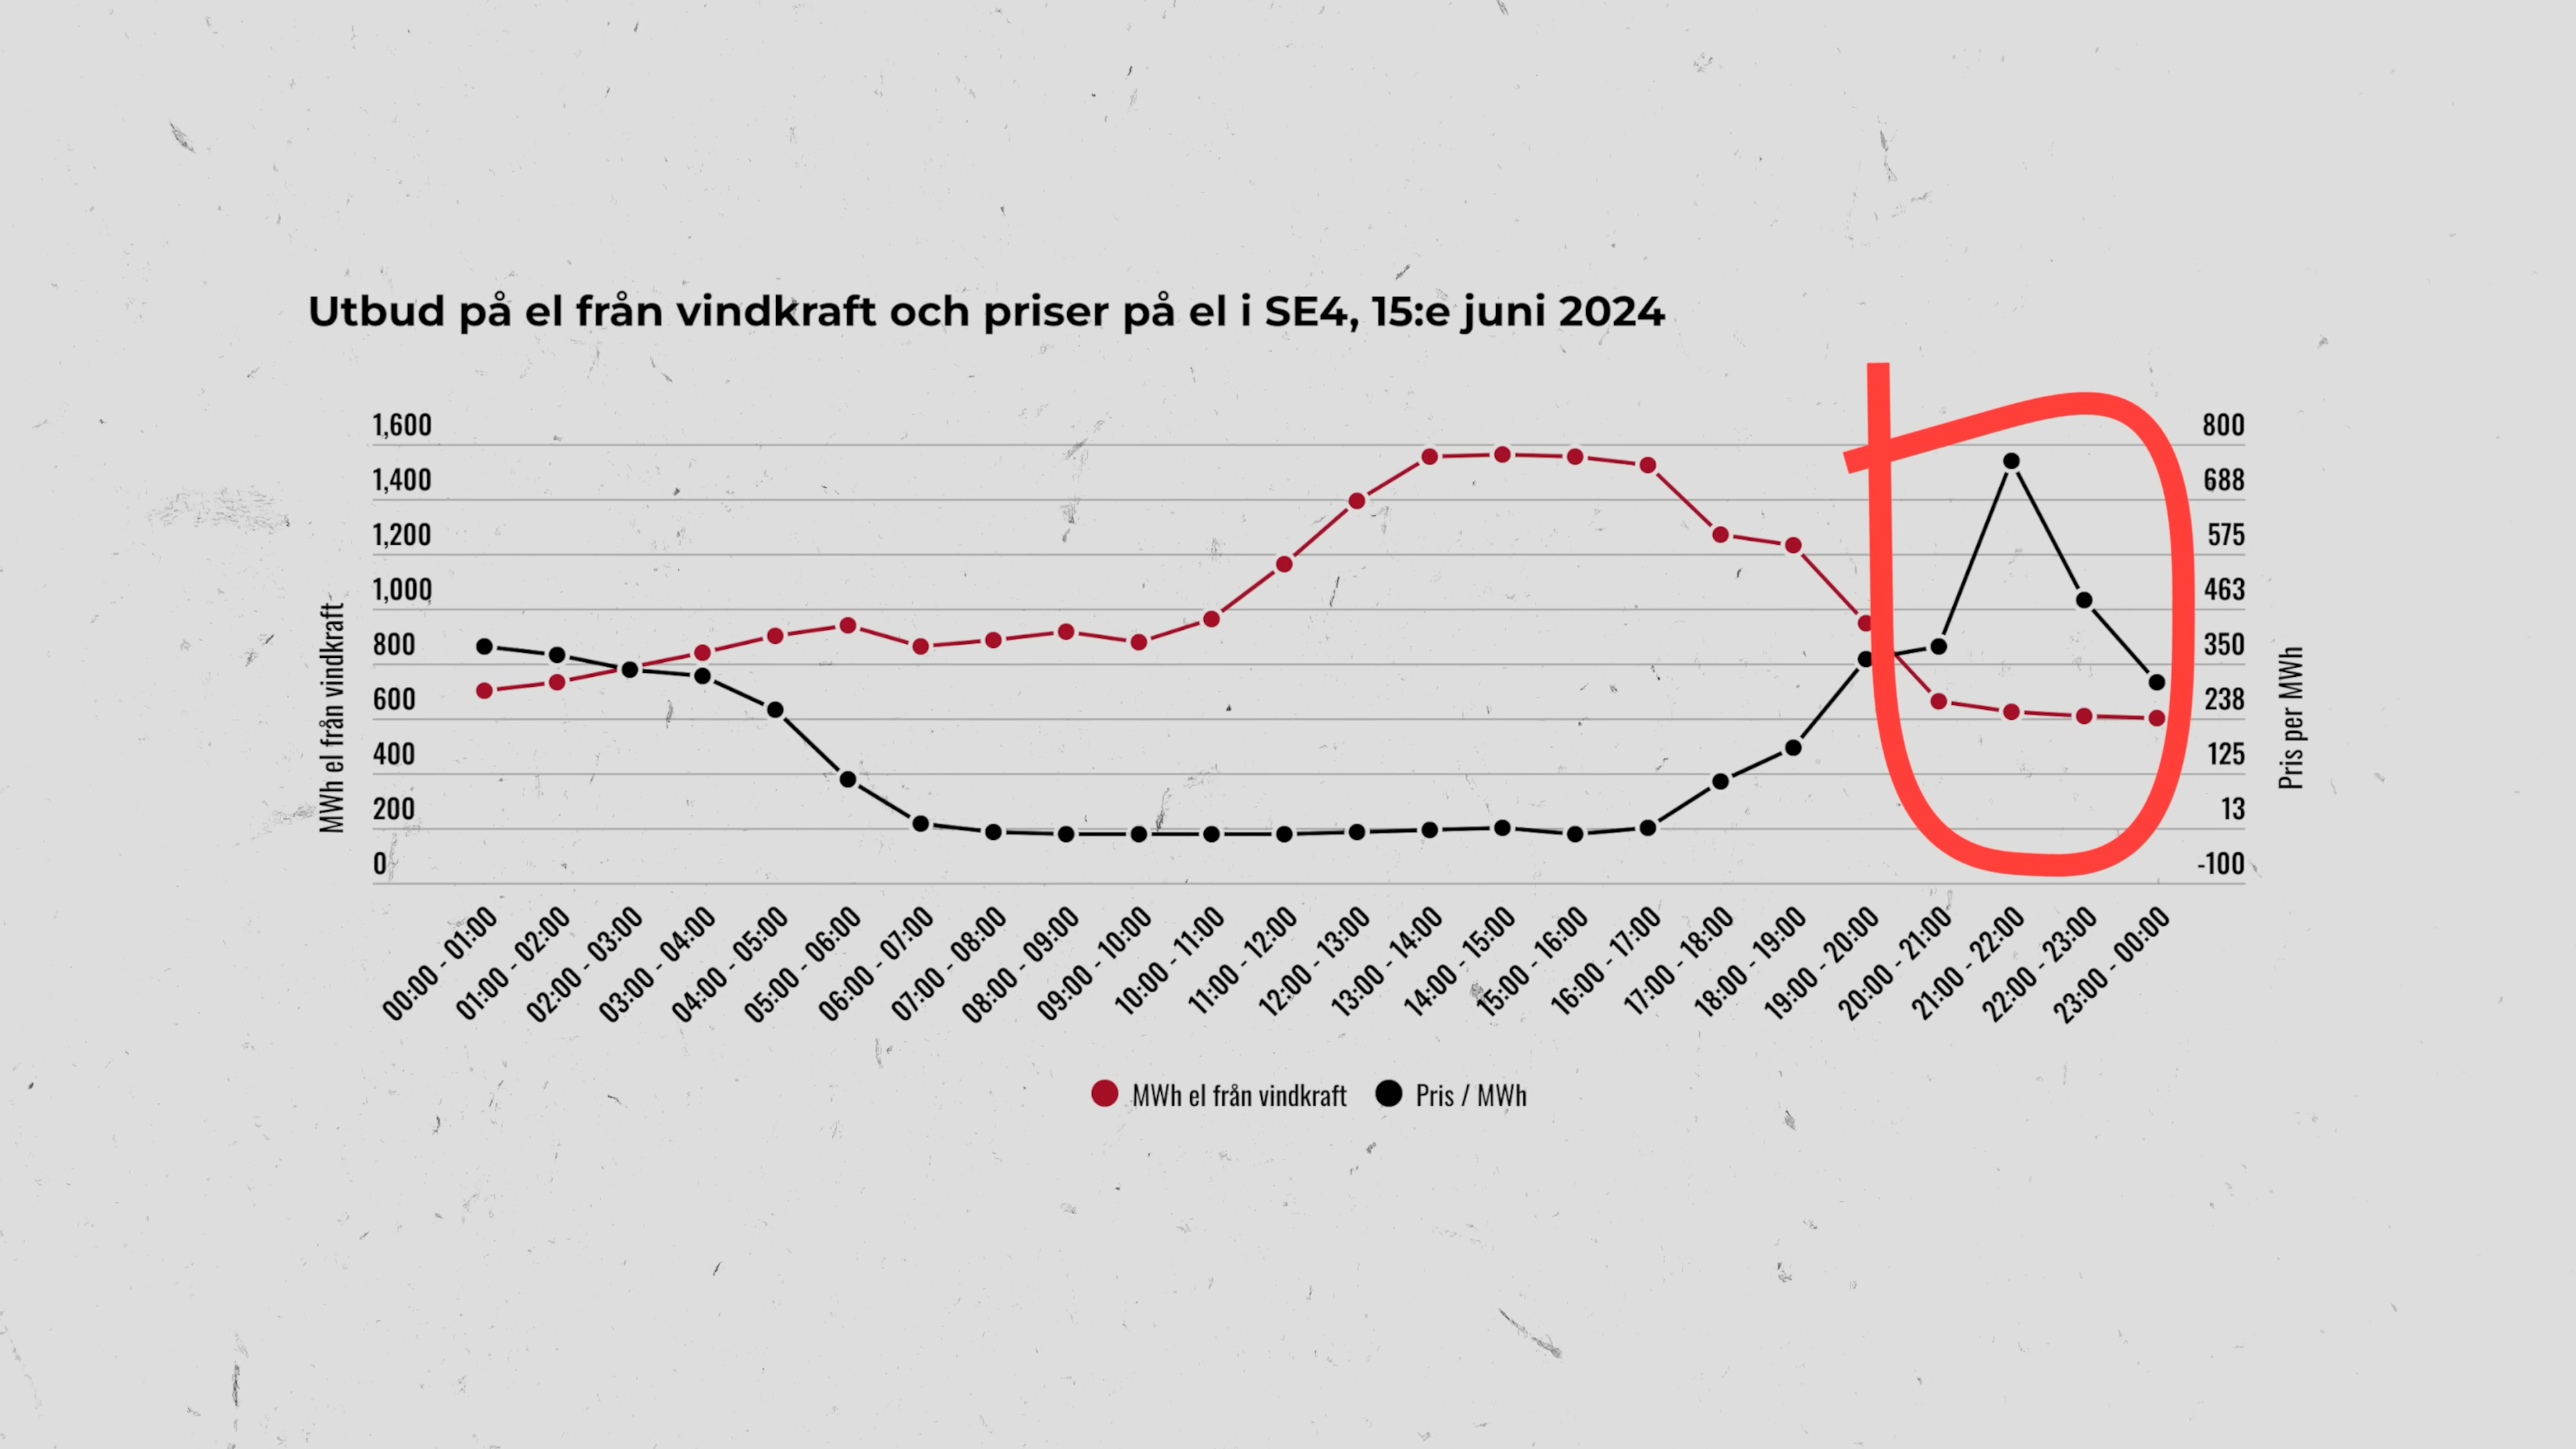 Utbud på el från vindkraft och priser på el i SE4, 15:e juni 2024
1,600
1,400
1,200
1,000
800
600
400
200
0
MWh el från vindkraft
800
688
575
463
350
238
125
13
-100
Pris per MWh
00:00 - 01:00
01:00 - 02:00
02:00 - 03:00
03:00 - 04:00
04:00 - 05:00
05:00 - 06:00
06:00 - 07:00
07:00 - 08:00
08:00 - 09:00
09:00 - 10:00
10:00 - 11:00
11:00 - 12:00
12:00 - 13:00
13:00 - 14:00
14:00 - 15:00
15:00 - 16:00
16:00 - 17:00
17:00 - 18:00
18:00 - 19:00
19:00 - 20:00
20:00 - 21:00
21:00 - 22:00
22:00 - 23:00
23:00 - 00:00
MWh el från vindkraft
Pris / MWh